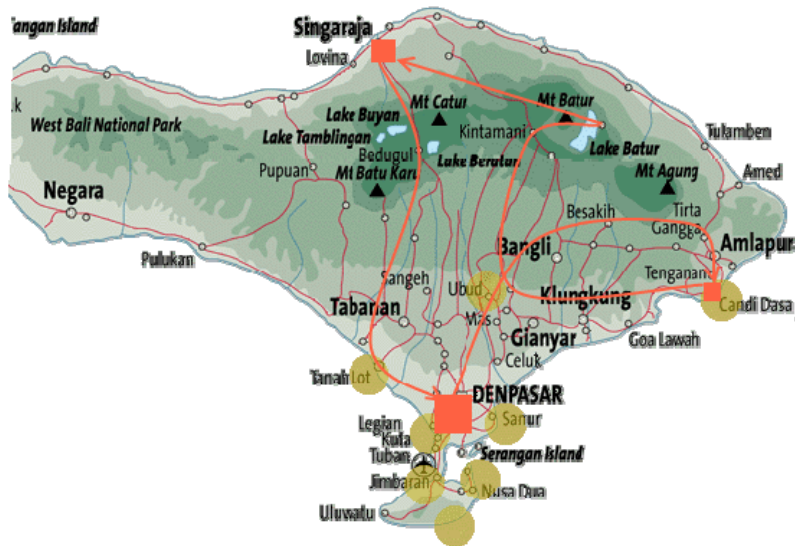 angan Island
Singaraja
Lovina
Mt Catur
Mt Batur
Lake Buyan
.k
West Bali National Park
Lake Tamblingan
Kintamani
Tulamben
Lake Batur
Bedugul
Lake Beratan
Pupuan
Mt Batu Karu
Mt Agung
Amed
Negara
Besakih
Tirta
Gangga
Bangli
Amlapura
Pulukan
Sangeh
Ubud
Tenganan
Tabanan
Klungkung
Candi Dasa
Mas
Gianyar
Goa Lawah
Celuk
Tanah Lot
DENPASAR
Legian
Sanur
Kuta
Tuban
Serangan Island
Jimbaran
Nusa Dua
Uluwatu